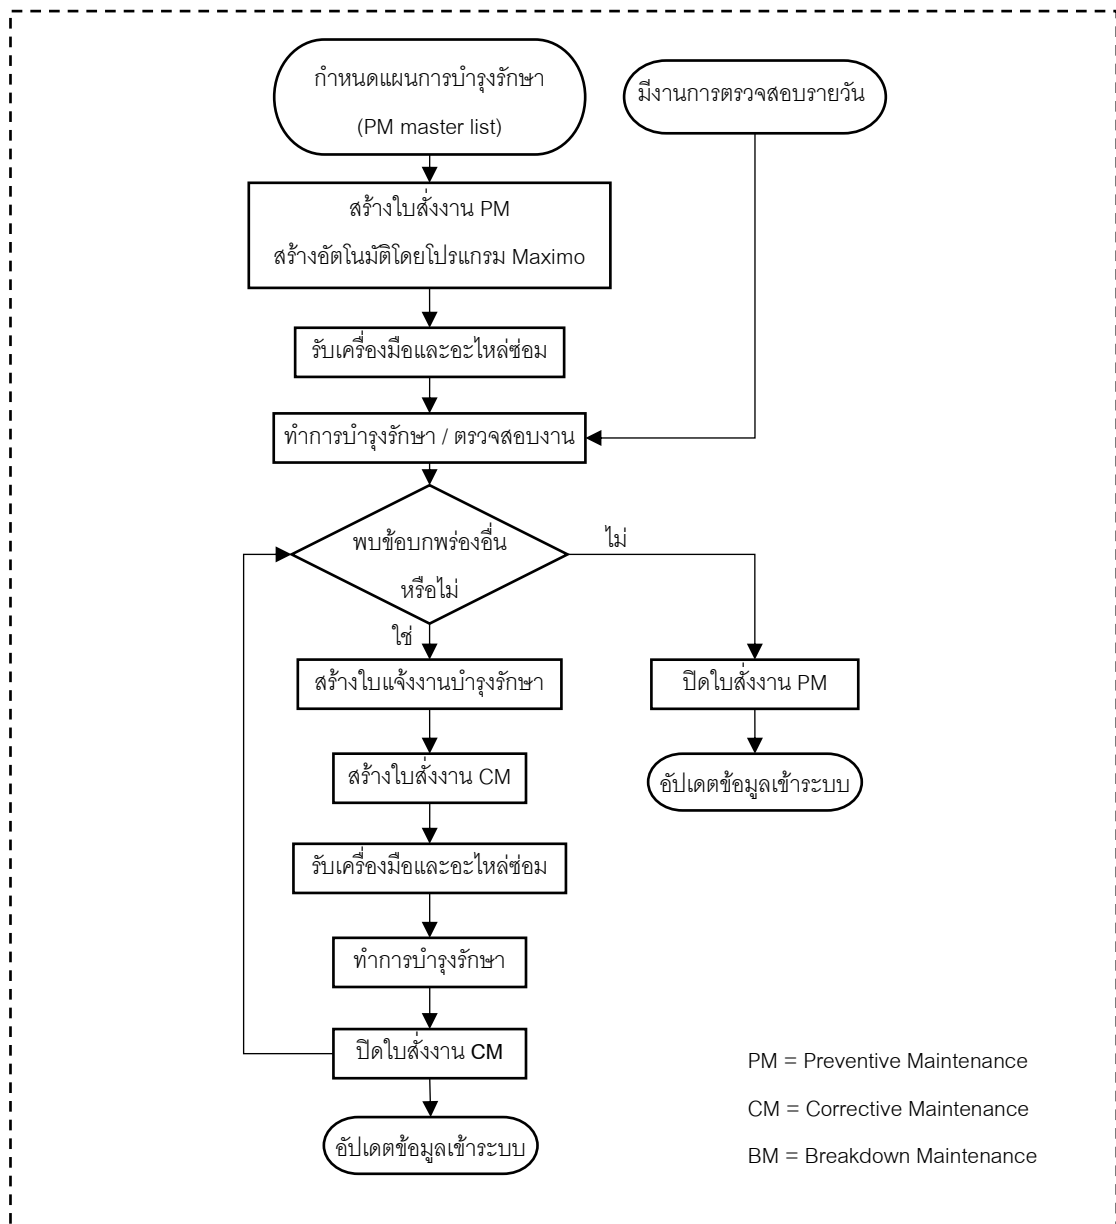 กำหนดแผนการบำรุงรักษา
(PM master list)
มีงานการตรวจสอบรายวัน
สร้างใบสั่งงาน PM
สร้างอัตโนมัติโดยโปรแกรม Maximo
รับเครื่องมือและอะไหล่ซ่อม
ทำการบำรุงรักษา / ตรวจสอบงาน
พบข้อบกพร่องอื่น
หรือไม่
ไม่
ใช่
สร้างใบแจ้งงานบำรุงรักษา
ปิดใบสั่งงาน PM
สร้างใบสั่งงาน CM
อัปเดตข้อมูลเข้าระบบ
รับเครื่องมือและอะไหล่ซ่อม
ทำการบำรุงรักษา
ปิดใบสั่งงาน CM
อัปเดตข้อมูลเข้าระบบ
PM = Preventive Maintenance
CM = Corrective Maintenance
BM = Breakdown Maintenance